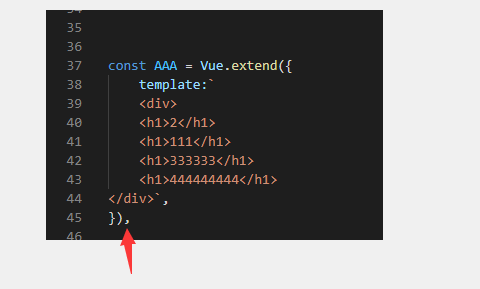 35
36
37 const AAA = Vue.extend({
38 template:`
39 <div>
40 <h1>2</h1>
41 <h1>111</h1>
42 <h1>333333</h1>
43 <h1>444444444</h1>
44 </div>`,
45 }),
46